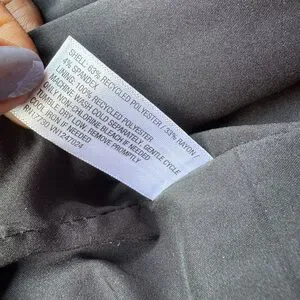 SHELL: 63% RECYCLED POLYESTER / 33% RAYON /
4% SPANDEX
LINING: 100% RECYCLED POLYESTER
MACHINE WASH COLD SEPARATELY, GENTLE CYCLE
ONLY NON-CHLORINE BLEACH IF NEEDED
TUMBLE DRY LOW, REMOVE PROMPTLY
COOL IRON IF NEEDED